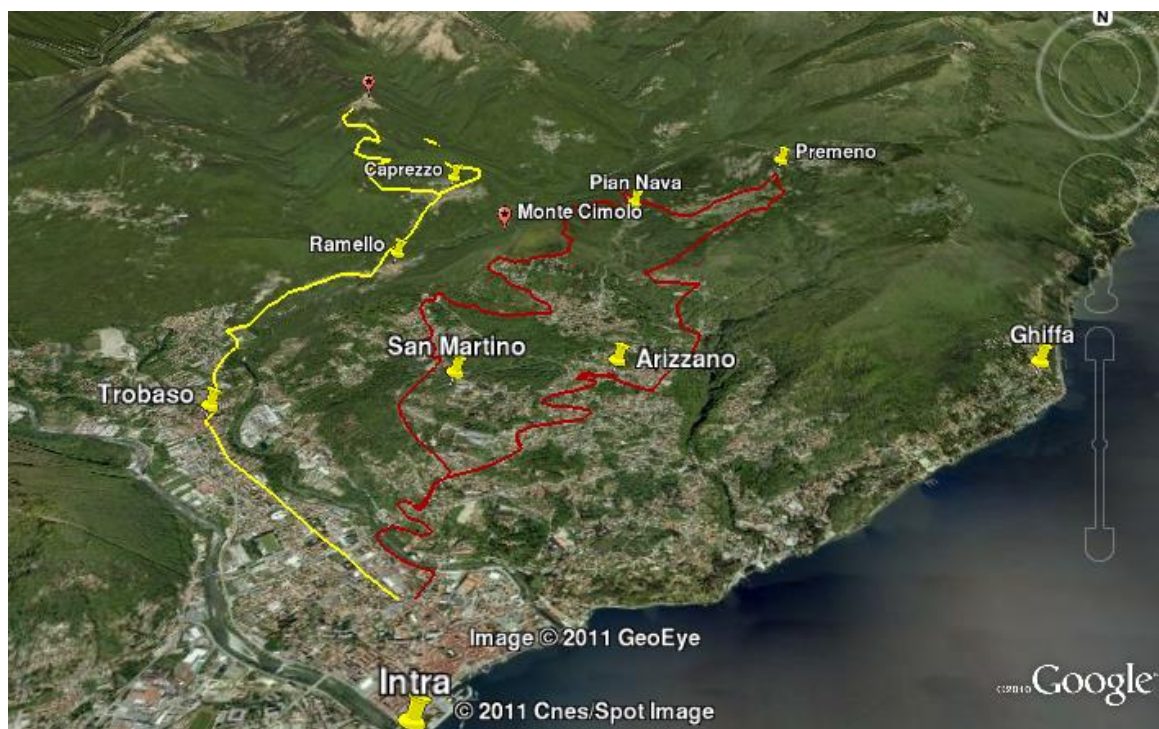 N
Premeno
Caprezzo
Pian Nava
Monte Cimolo
Ramello
Ghiffa
San Martino
Arizzano
Trobaso
Image © 2011 GeoEye
Intra
©2010 Google
© 2011 Cnes/Spot Image